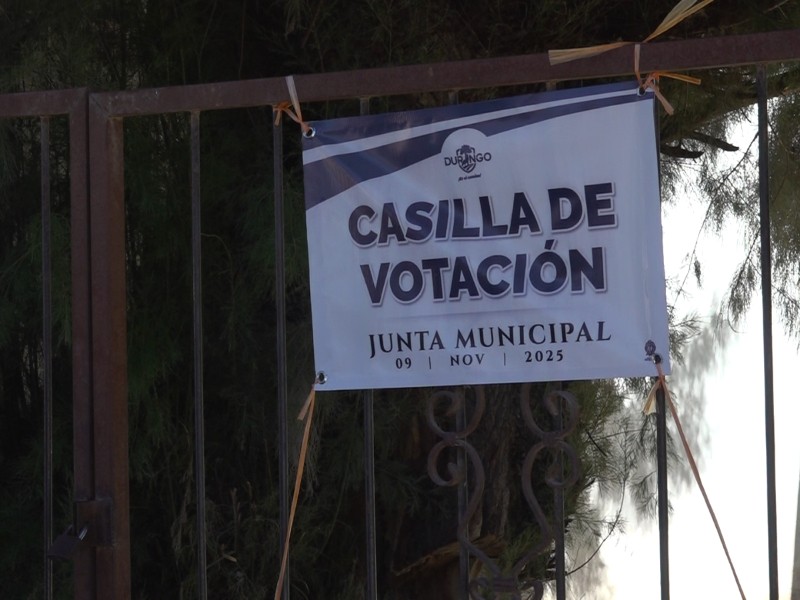 DURANGO
CASILLA DE
VOTACIÓN
JUNTA MUNICIPAL
09 | NOV | 2025